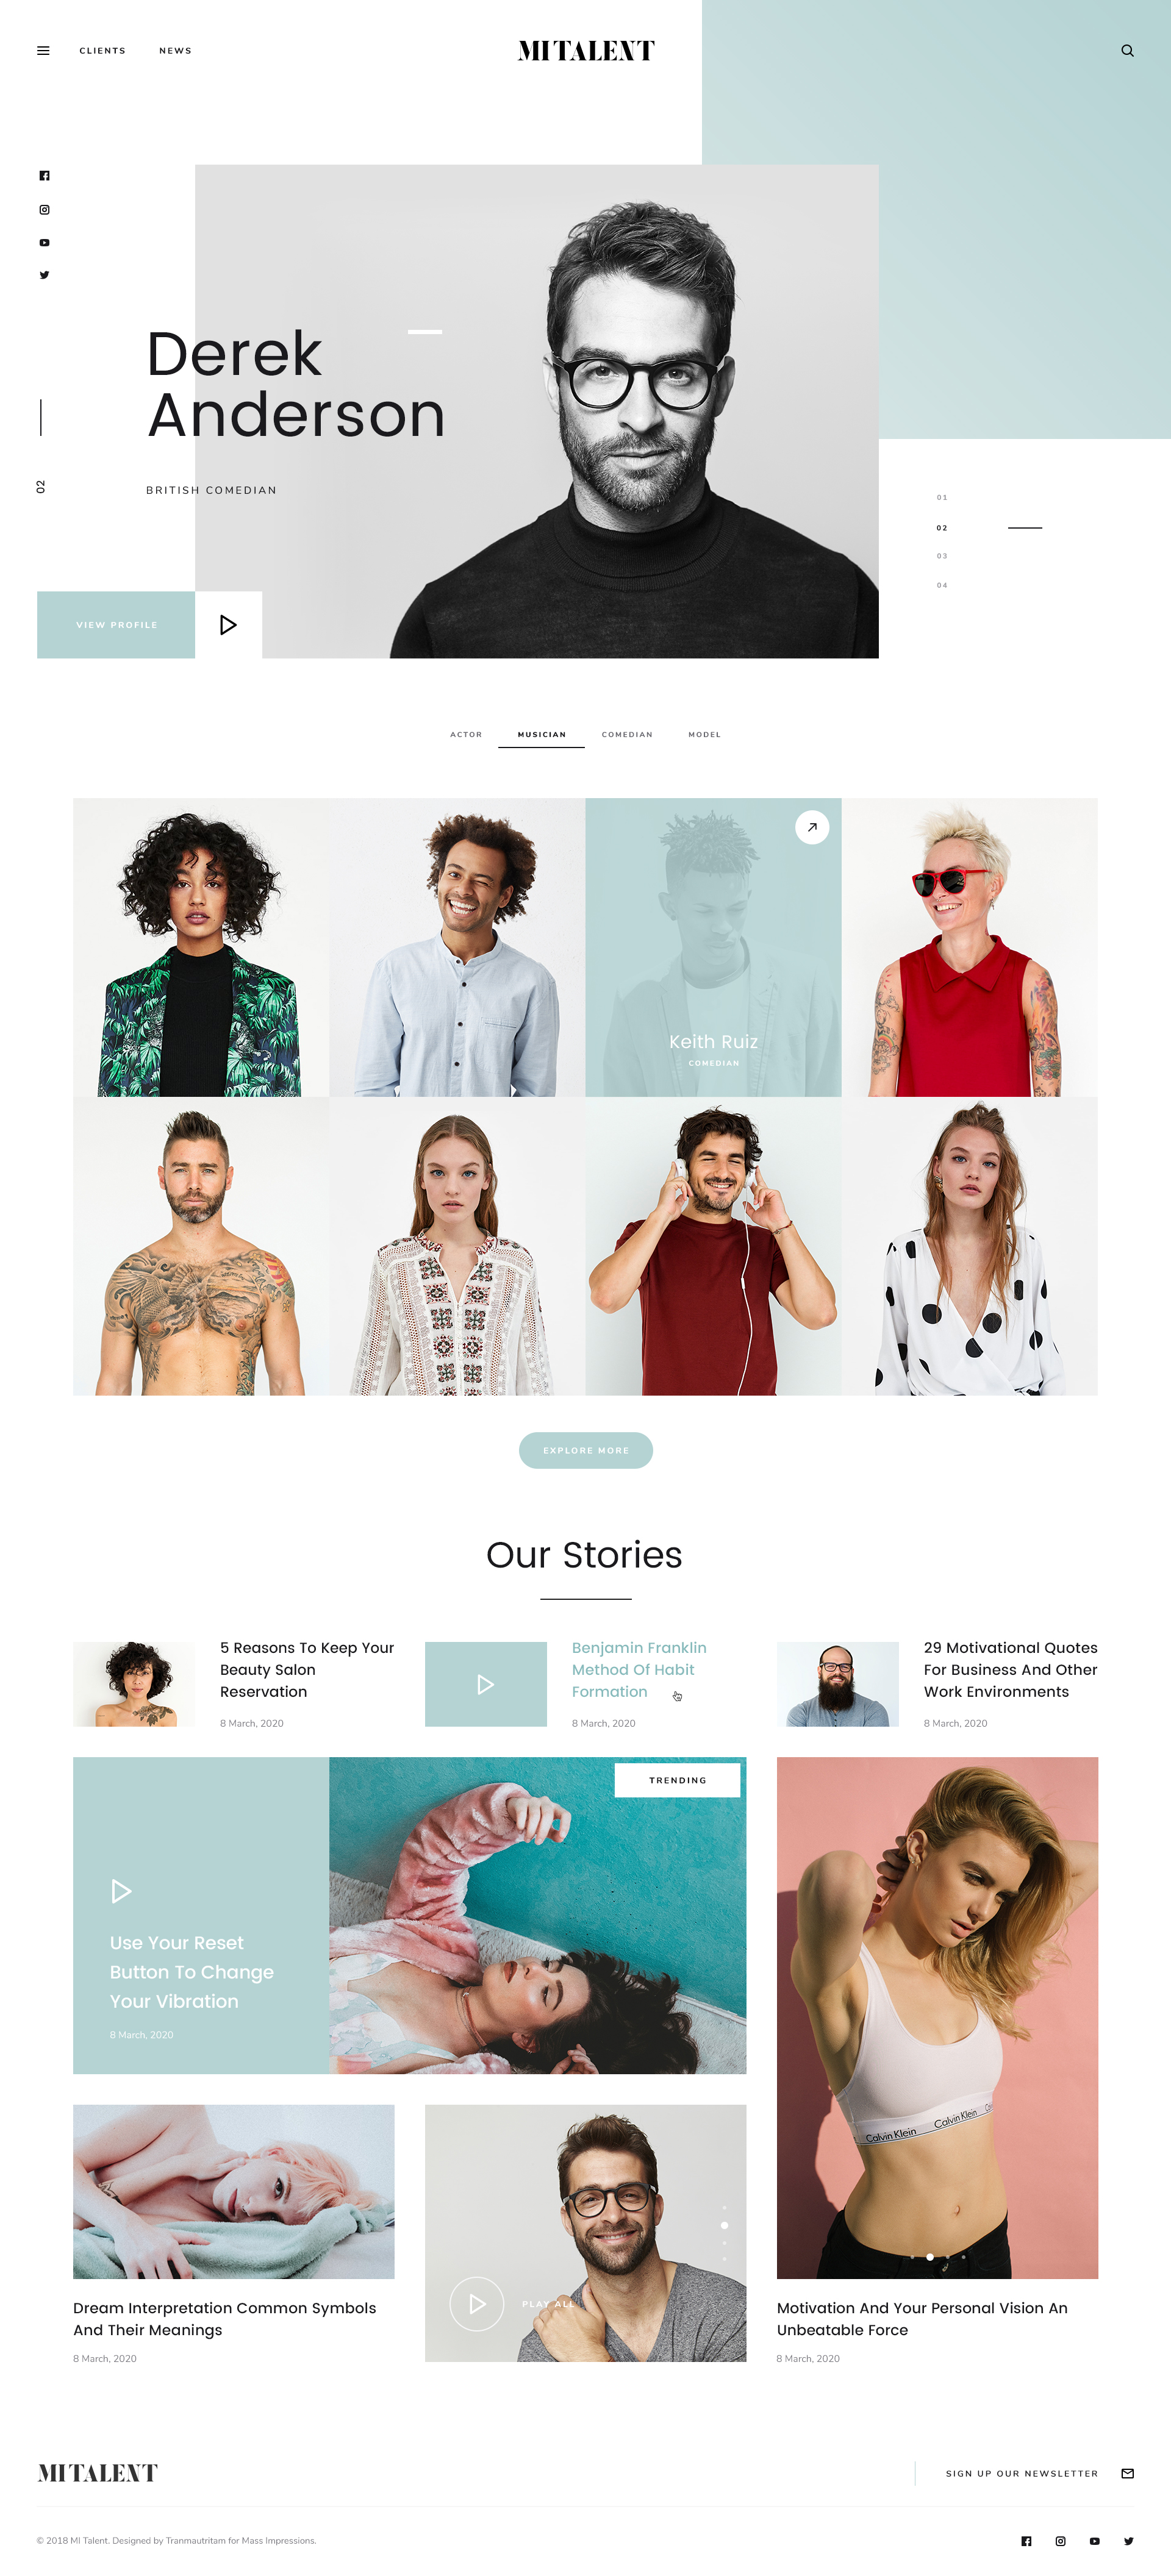 CLIENTS NEWS
MI TALENT
Derek
Anderson
BRITISH COMEDIAN
02
VIEW PROFILE
01
02
03
04
ACTOR MUSICIAN COMEDIAN MODEL
Keith Ruiz
COMEDIAN
EXPLORE MORE
Our Stories
5 Reasons To Keep Your
Beauty Salon
Reservation
8 March, 2020
Benjamin Franklin
Method Of Habit
Formation
8 March, 2020
29 Motivational Quotes
For Business And Other
Work Environments
8 March, 2020
TRENDING
Use Your Reset
Button To Change
Your Vibration
8 March, 2020
Calvin Klein Calvin Klein
Dream Interpretation Common Symbols
And Their Meanings
8 March, 2020
PLAY ALL
Motivation And Your Personal Vision An
Unbeatable Force
8 March, 2020
MI TALENT
SIGN UP OUR NEWSLETTER
© 2018 MI Talent. Designed by Tranmautritam for Mass Impressions.